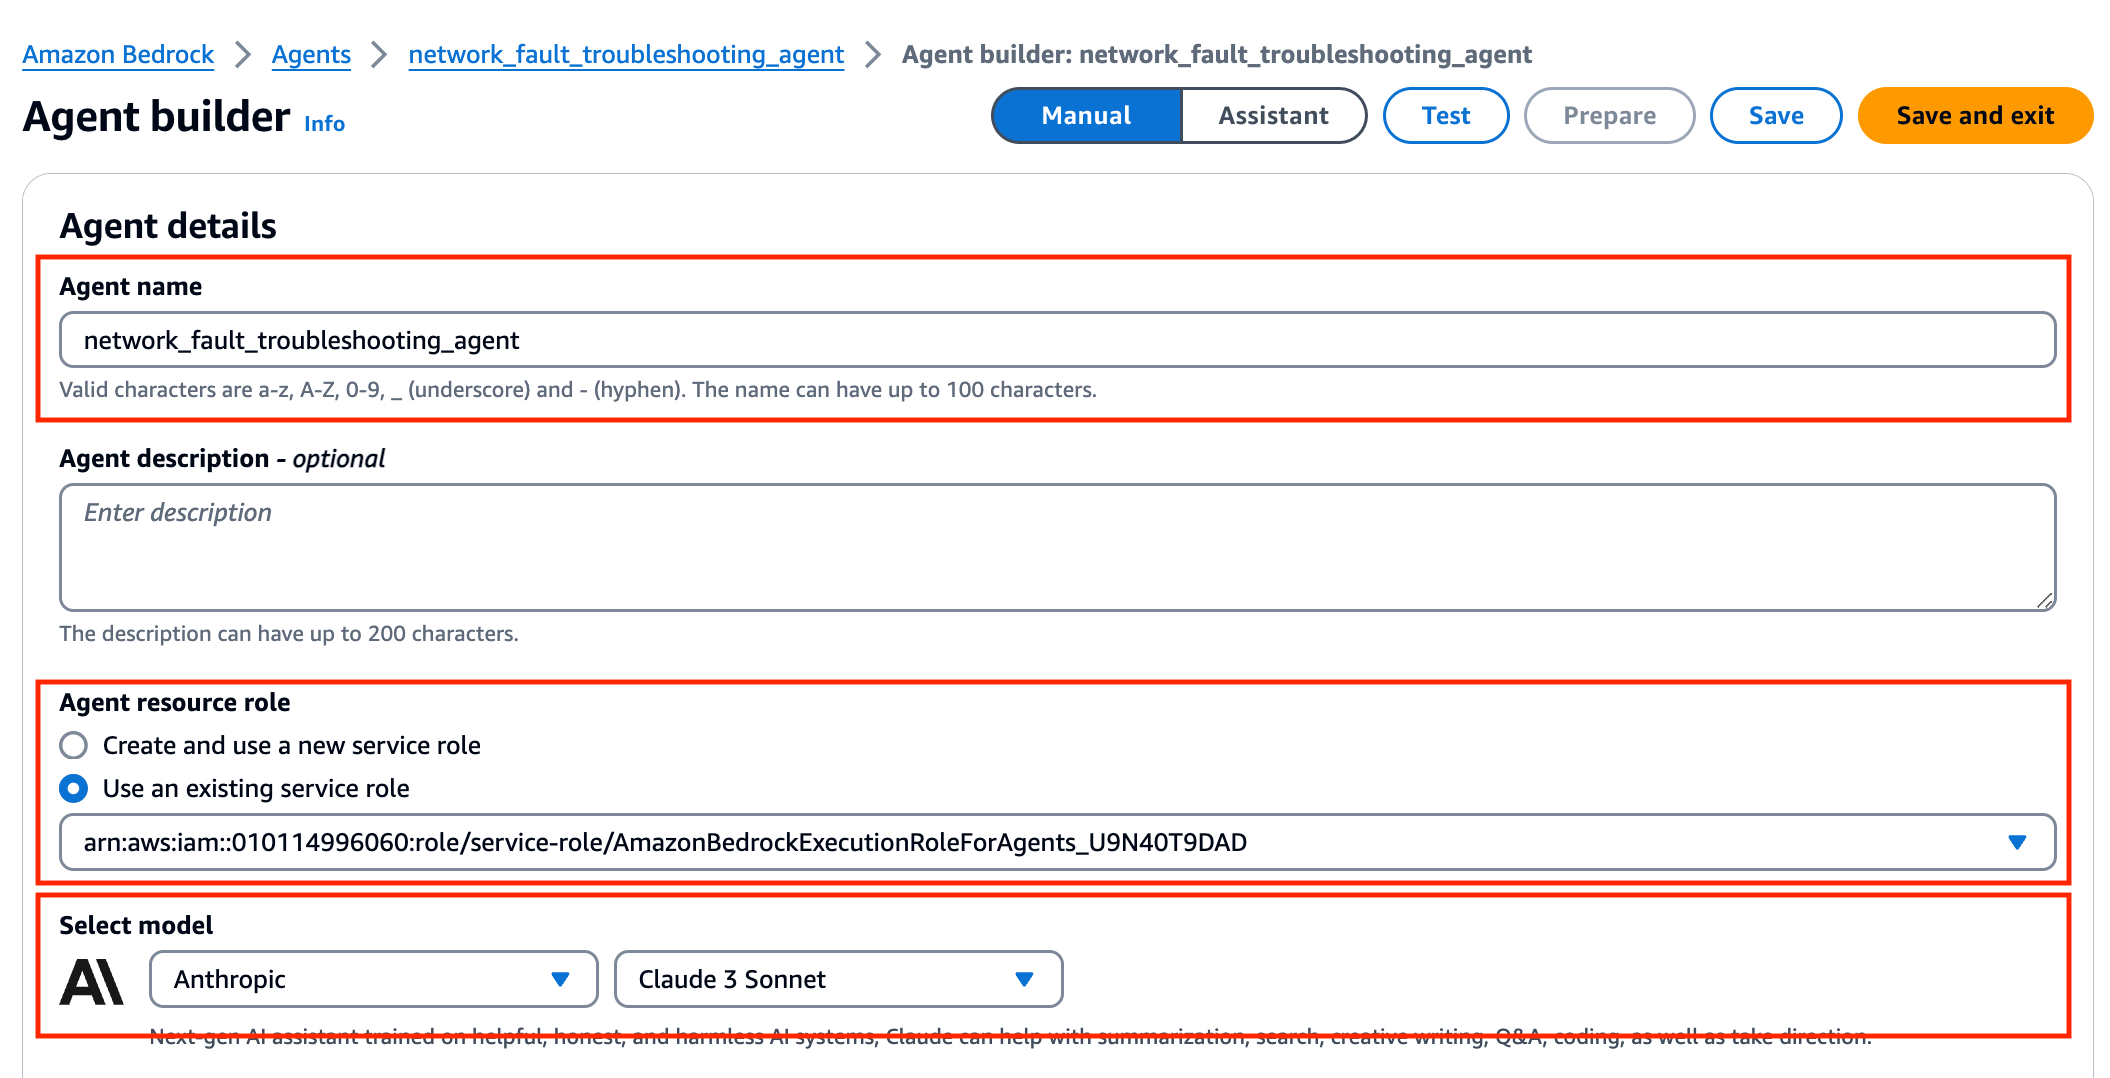 Amazon Bedrock > Agents > network_fault_troubleshooting_agent > Agent builder: network_fault_troubleshooting_agent
Agent builder Info Manual Assistant Test Prepare Save Save and exit
Agent details
Agent name
network_fault_troubleshooting_agent
Valid characters are a-z, A-Z, 0-9, _ (underscore) and - (hyphen). The name can have up to 100 characters.
Agent description - optional
Enter description
The description can have up to 200 characters.
Agent resource role
Create and use a new service role
Use an existing service role
arn:aws:iam::010114996060:role/service-role/AmazonBedrockExecutionRoleForAgents_U9N40T9DAD
Select model
Anthropic Claude 3 Sonnet
Next-gen AI assistant trained on helpful, honest, and harmless AI systems, Claude can help with summarization, search, creative writing, Q&A, coding, as well as take direction.